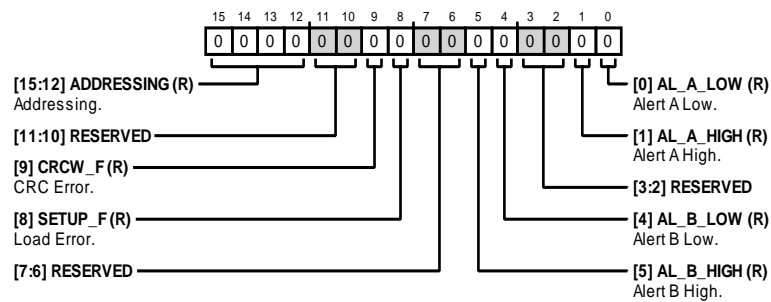 15 14 13 12 11 10 9 8 7 6 5 4 3 2 1 0
0 0 0 0 0 0 0 0 0 0 0 0 0 0 0 0
[15:12] ADDRESSING (R)
Addressing.
[11:10] RESERVED
[9] CRCW_F (R)
CRC Error.
[8] SETUP_F (R)
Load Error.
[7:6] RESERVED
[0] AL_A_LOW (R)
Alert A Low.
[1] AL_A_HIGH (R)
Alert A High.
[3:2] RESERVED
[4] AL_B_LOW (R)
Alert B Low.
[5] AL_B_HIGH (R)
Alert B High.